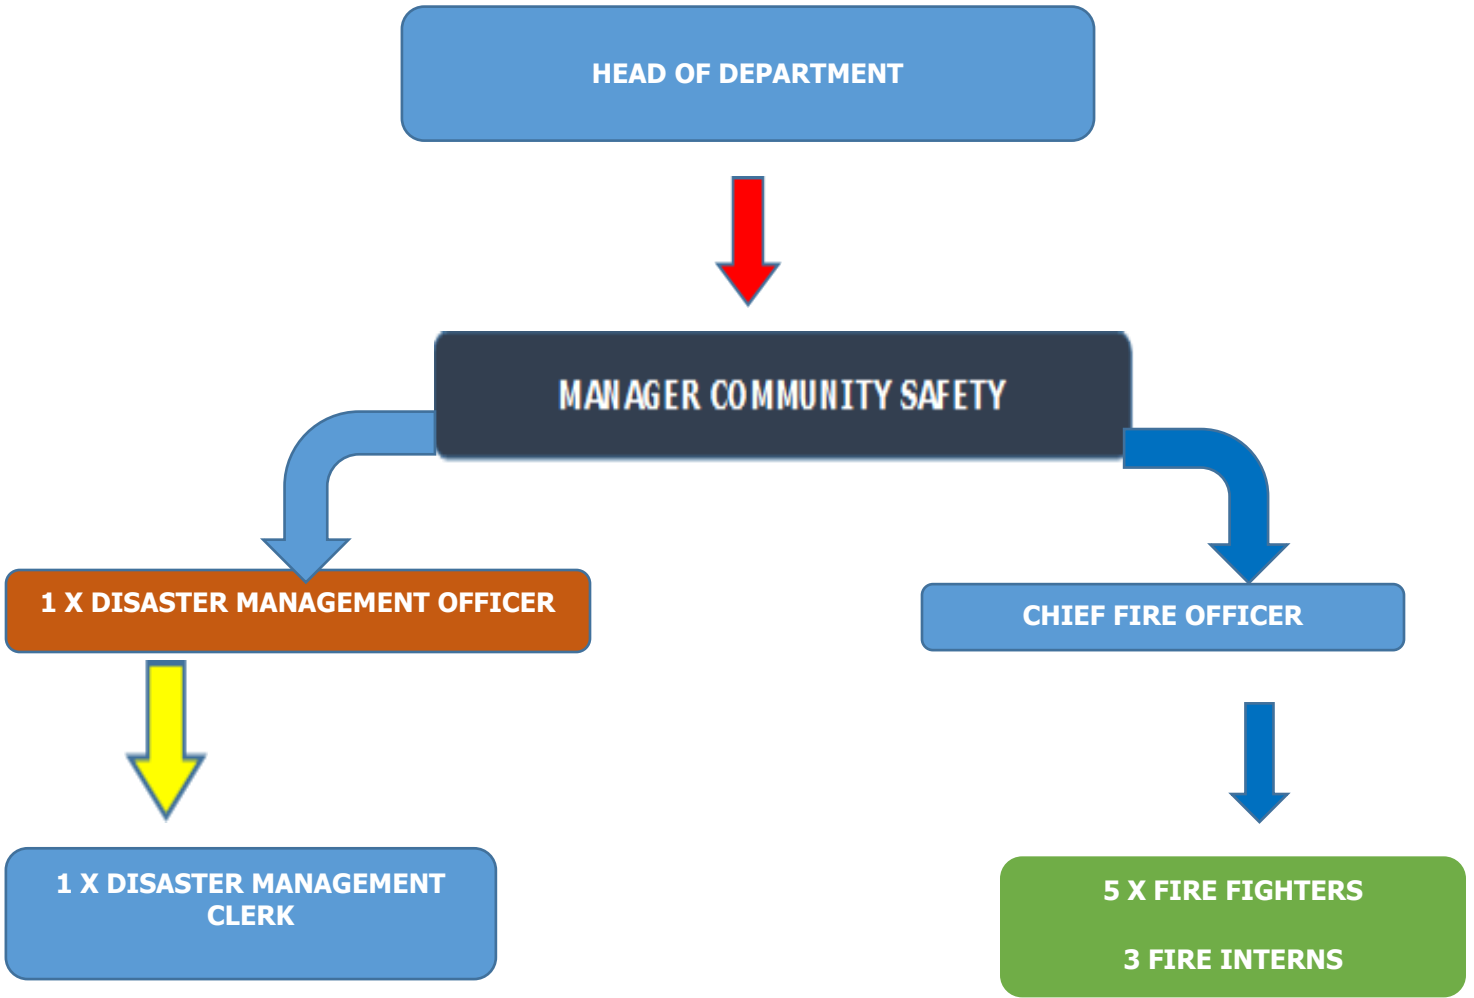 HEAD OF DEPARTMENT
MANAGER COMMUNITY SAFETY
1 X DISASTER MANAGEMENT OFFICER
CHIEF FIRE OFFICER
1 X DISASTER MANAGEMENT
CLERK
5 X FIRE FIGHTERS
3 FIRE INTERNS